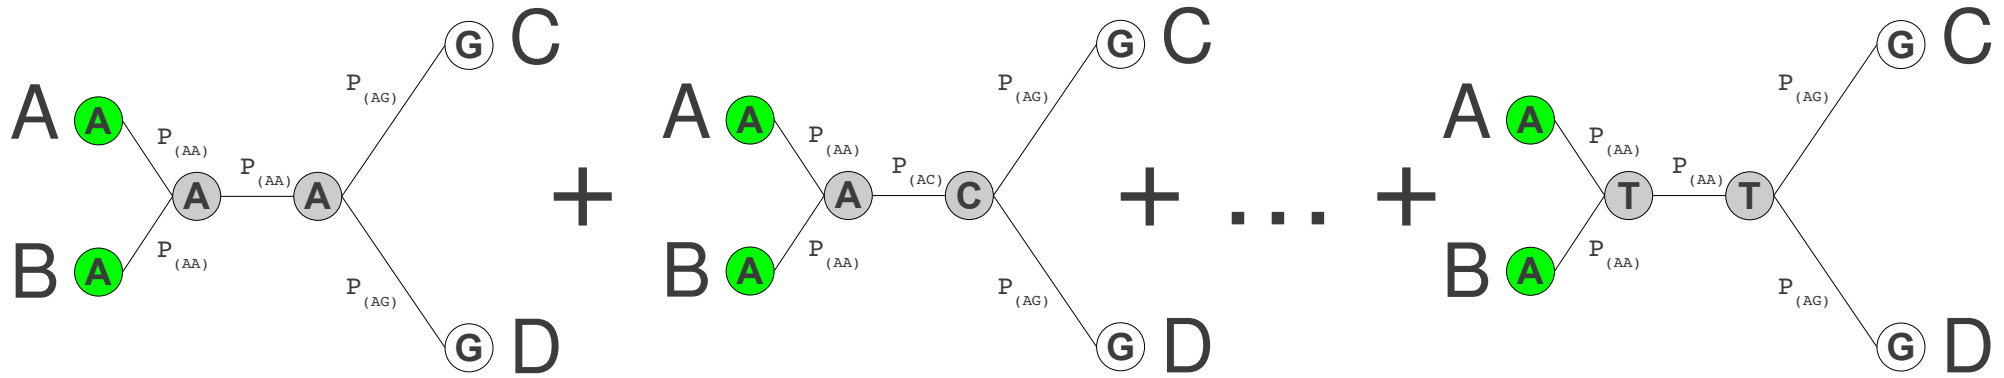 A A P(AA) P(AA) A P(AA) A P(AG) P(AG) G C G D
B A
+
A A P(AA) P(AA) A P(AC) C P(AG) P(AG) G C G D
B A
+ ... +
A A P(AA) P(AA) T P(AA) T P(AG) P(AG) G C G D
B A